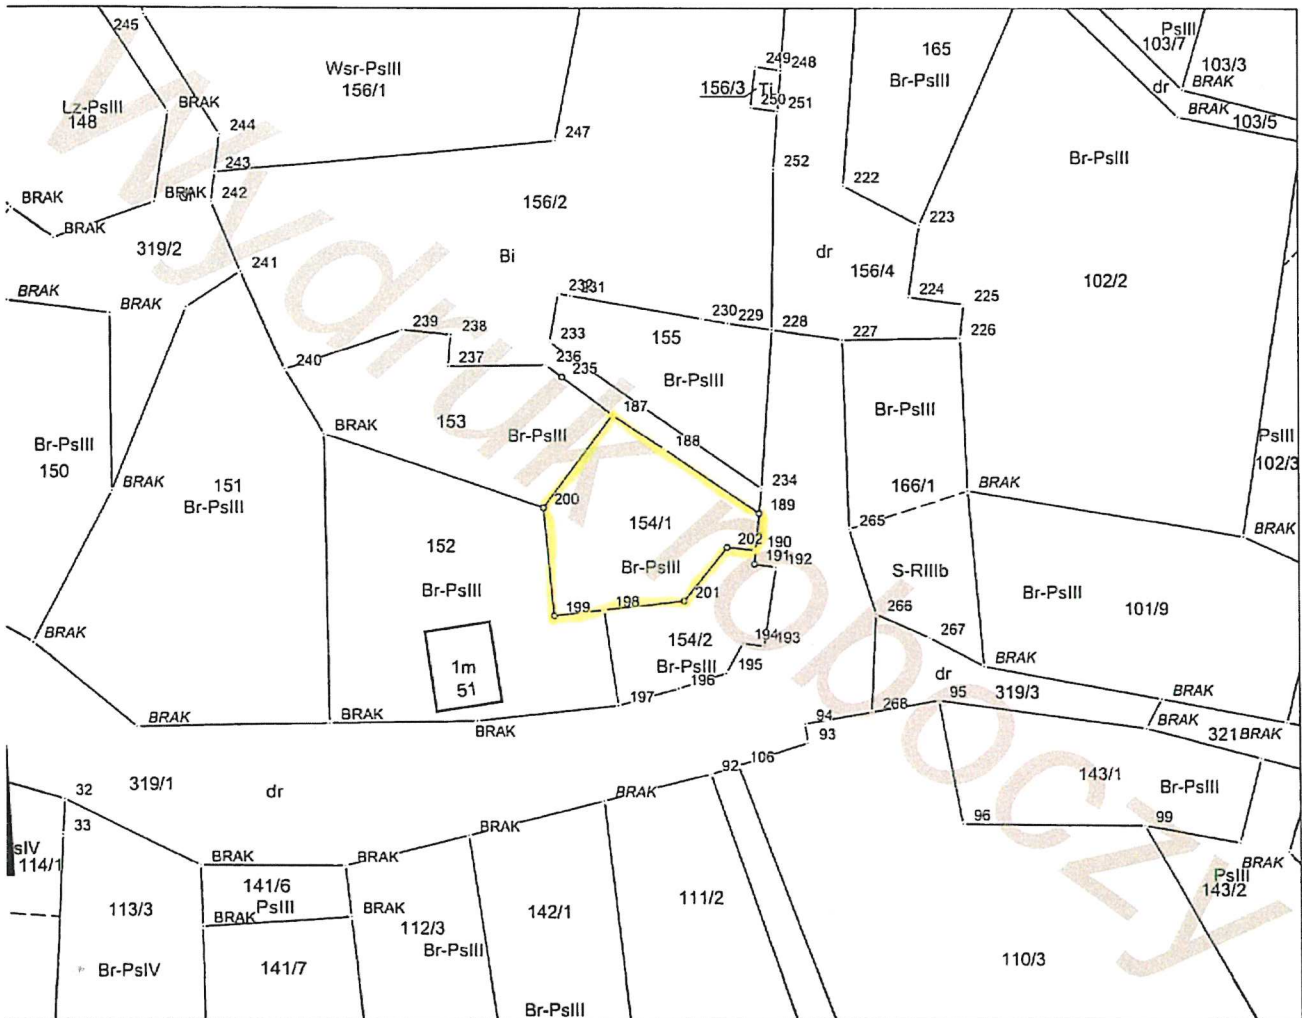 245
PsIII
103/7
165
Wsr-PsIII
156/1
249 248
156/3
Ti
250 251
Br-PsIII
103/3
BRAK
dr
BRAK
103/5
Lz-PsIII
148
BRAK
244
247
243
252
Br-PsIII
BRAK
BRAK
dr
242
222
156/2
223
BRAK
319/2
Bi
dr
241
156/4
102/2
BRAK
BRAK
232
231
224
225
239
238
230
229
228
227
226
233
155
240
237
236
235
Br-PsIII
187
153
Br-PsIII
Br-PsIII
BRAK
Br-PsIII
150
188
PsIII
102/3
BRAK
151
Br-PsIII
234
166/1
BRAK
200
189
154/1
265
BRAK
152
202
190
191
192
Br-PsIII
S-RIIIb
Br-PsIII
201
Br-PsIII
199
198
266
101/9
154/2
194
193
267
1m
51
Br-PsIII
195
BRAK
dr
196
95
319/3
197
268
BRAK
BRAK
BRAK
BRAK
94
BRAK
321
BRAK
93
106
92
143/1
319/1
dr
32
BRAK
Br-PsIII
33
BRAK
96
99
sIV
114/1
BRAK
BRAK
BRAK
141/6
PsIII
PsIII
143/2
113/3
BRAK
BRAK
112/3
142/1
111/2
Br-PsIII
Br-PsIV
141/7
110/3
Br-PsIII
Wydruk roboczy